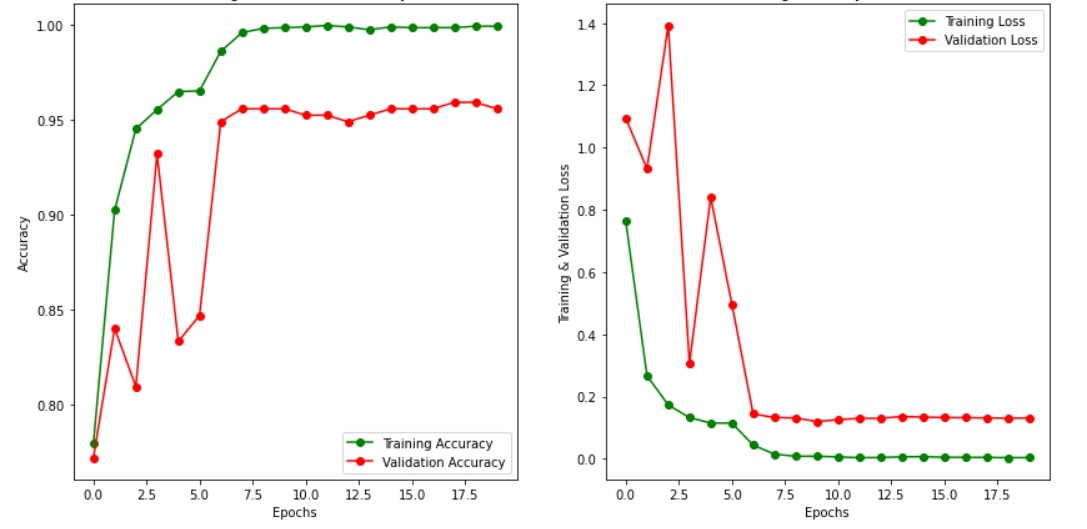 1.00
0.95
0.90
0.85
0.80
Accuracy
Training Accuracy
Validation Accuracy
0.0 2.5 5.0 7.5 10.0 12.5 15.0 17.5
Epochs
1.4
1.2
1.0
0.8
0.6
0.4
0.2
0.0
Training & Validation Loss
Training Loss
Validation Loss
0.0 2.5 5.0 7.5 10.0 12.5 15.0 17.5
Epochs